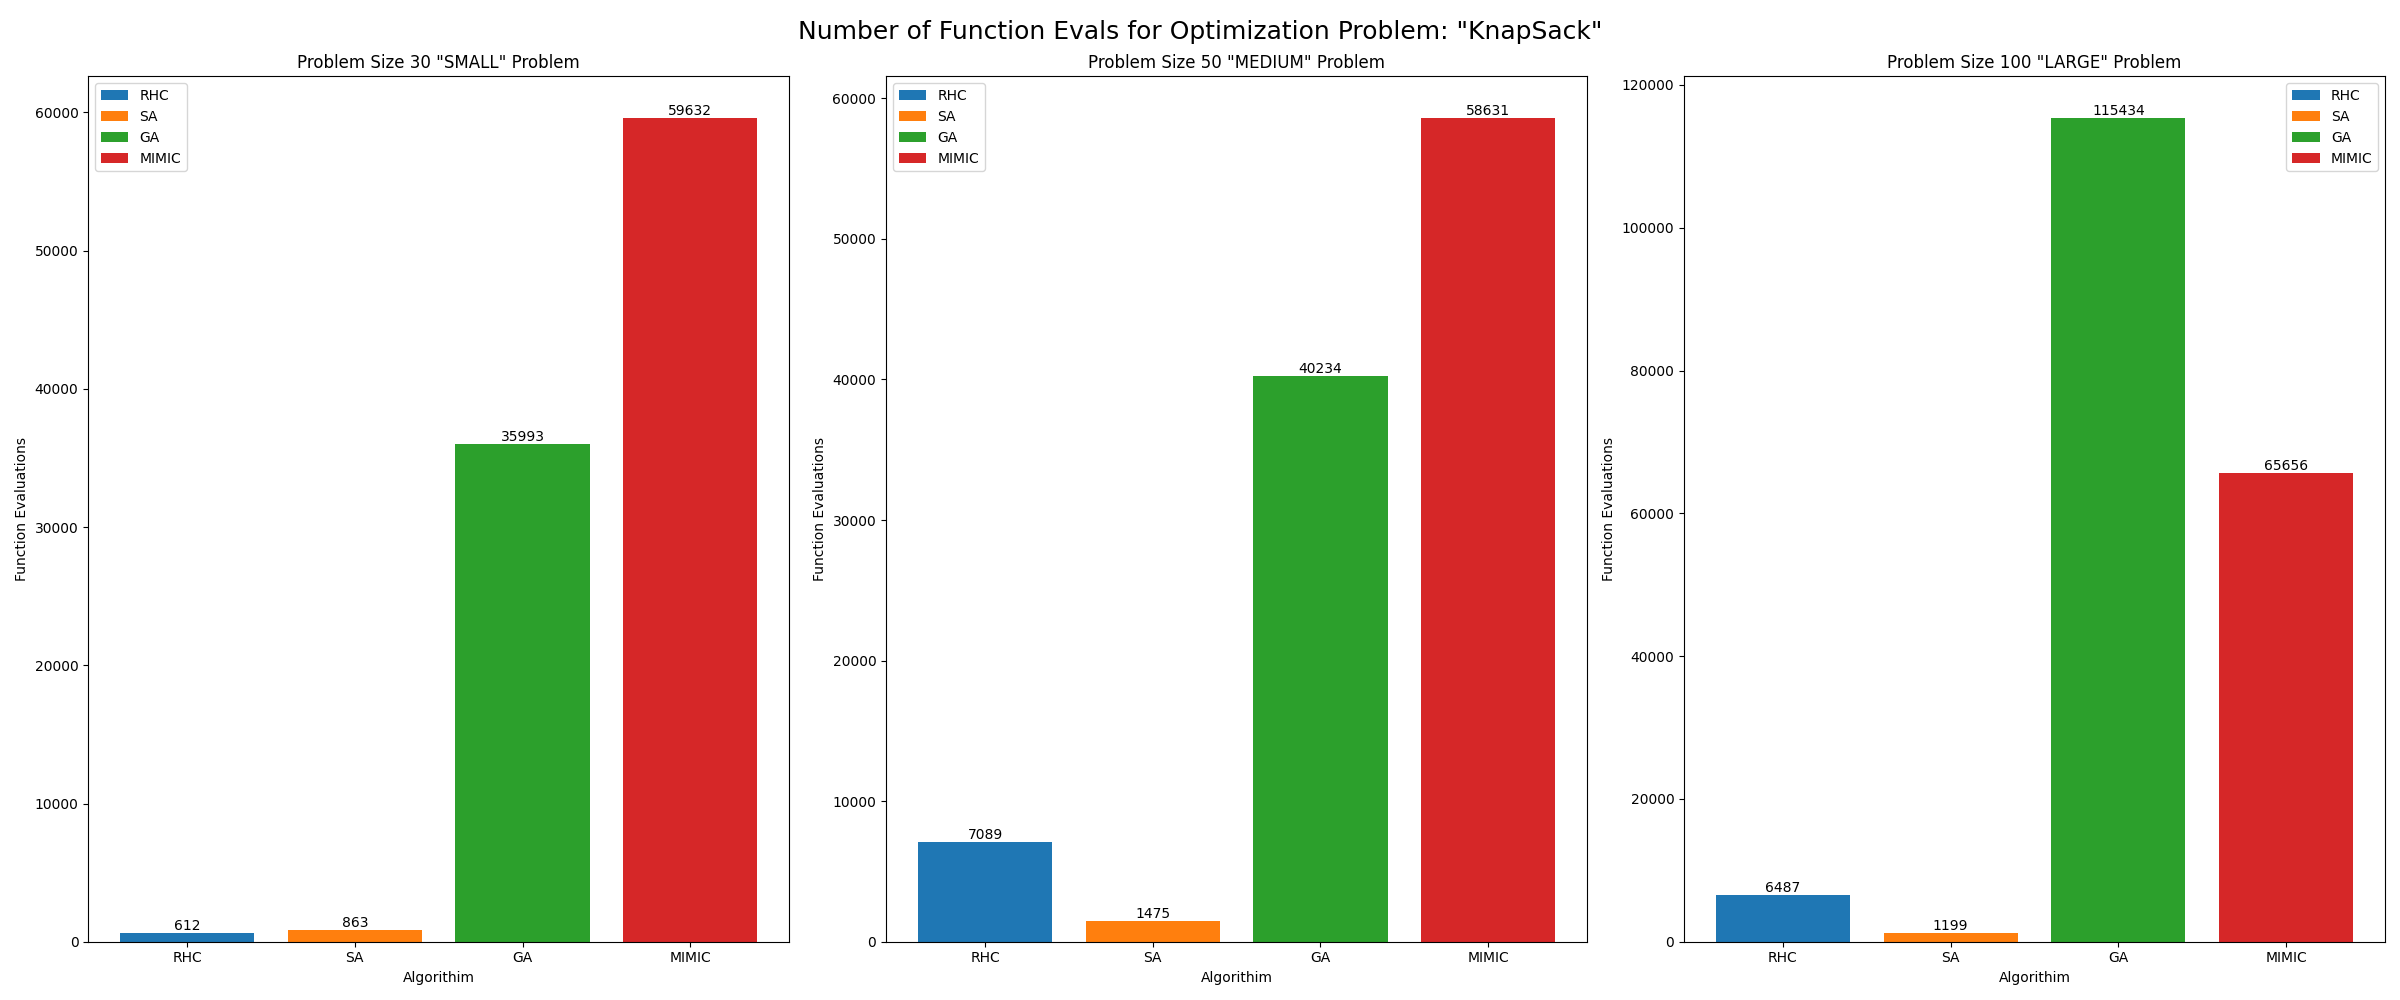 Number of Function Evals for Optimization Problem: "KnapSack"
Problem Size 30 "SMALL" Problem
RHC
SA
GA
MIMIC
60000
50000
40000
30000
20000
10000
0
Function Evaluations
612
863
35993
59632
RHC
SA
GA
MIMIC
Algorithim
Problem Size 50 "MEDIUM" Problem
RHC
SA
GA
MIMIC
60000
50000
40000
30000
20000
10000
0
Function Evaluations
7089
1475
40234
58631
RHC
SA
GA
MIMIC
Algorithim
Problem Size 100 "LARGE" Problem
RHC
SA
GA
MIMIC
120000
100000
80000
60000
40000
20000
0
Function Evaluations
6487
1199
115434
65656
RHC
SA
GA
MIMIC
Algorithim